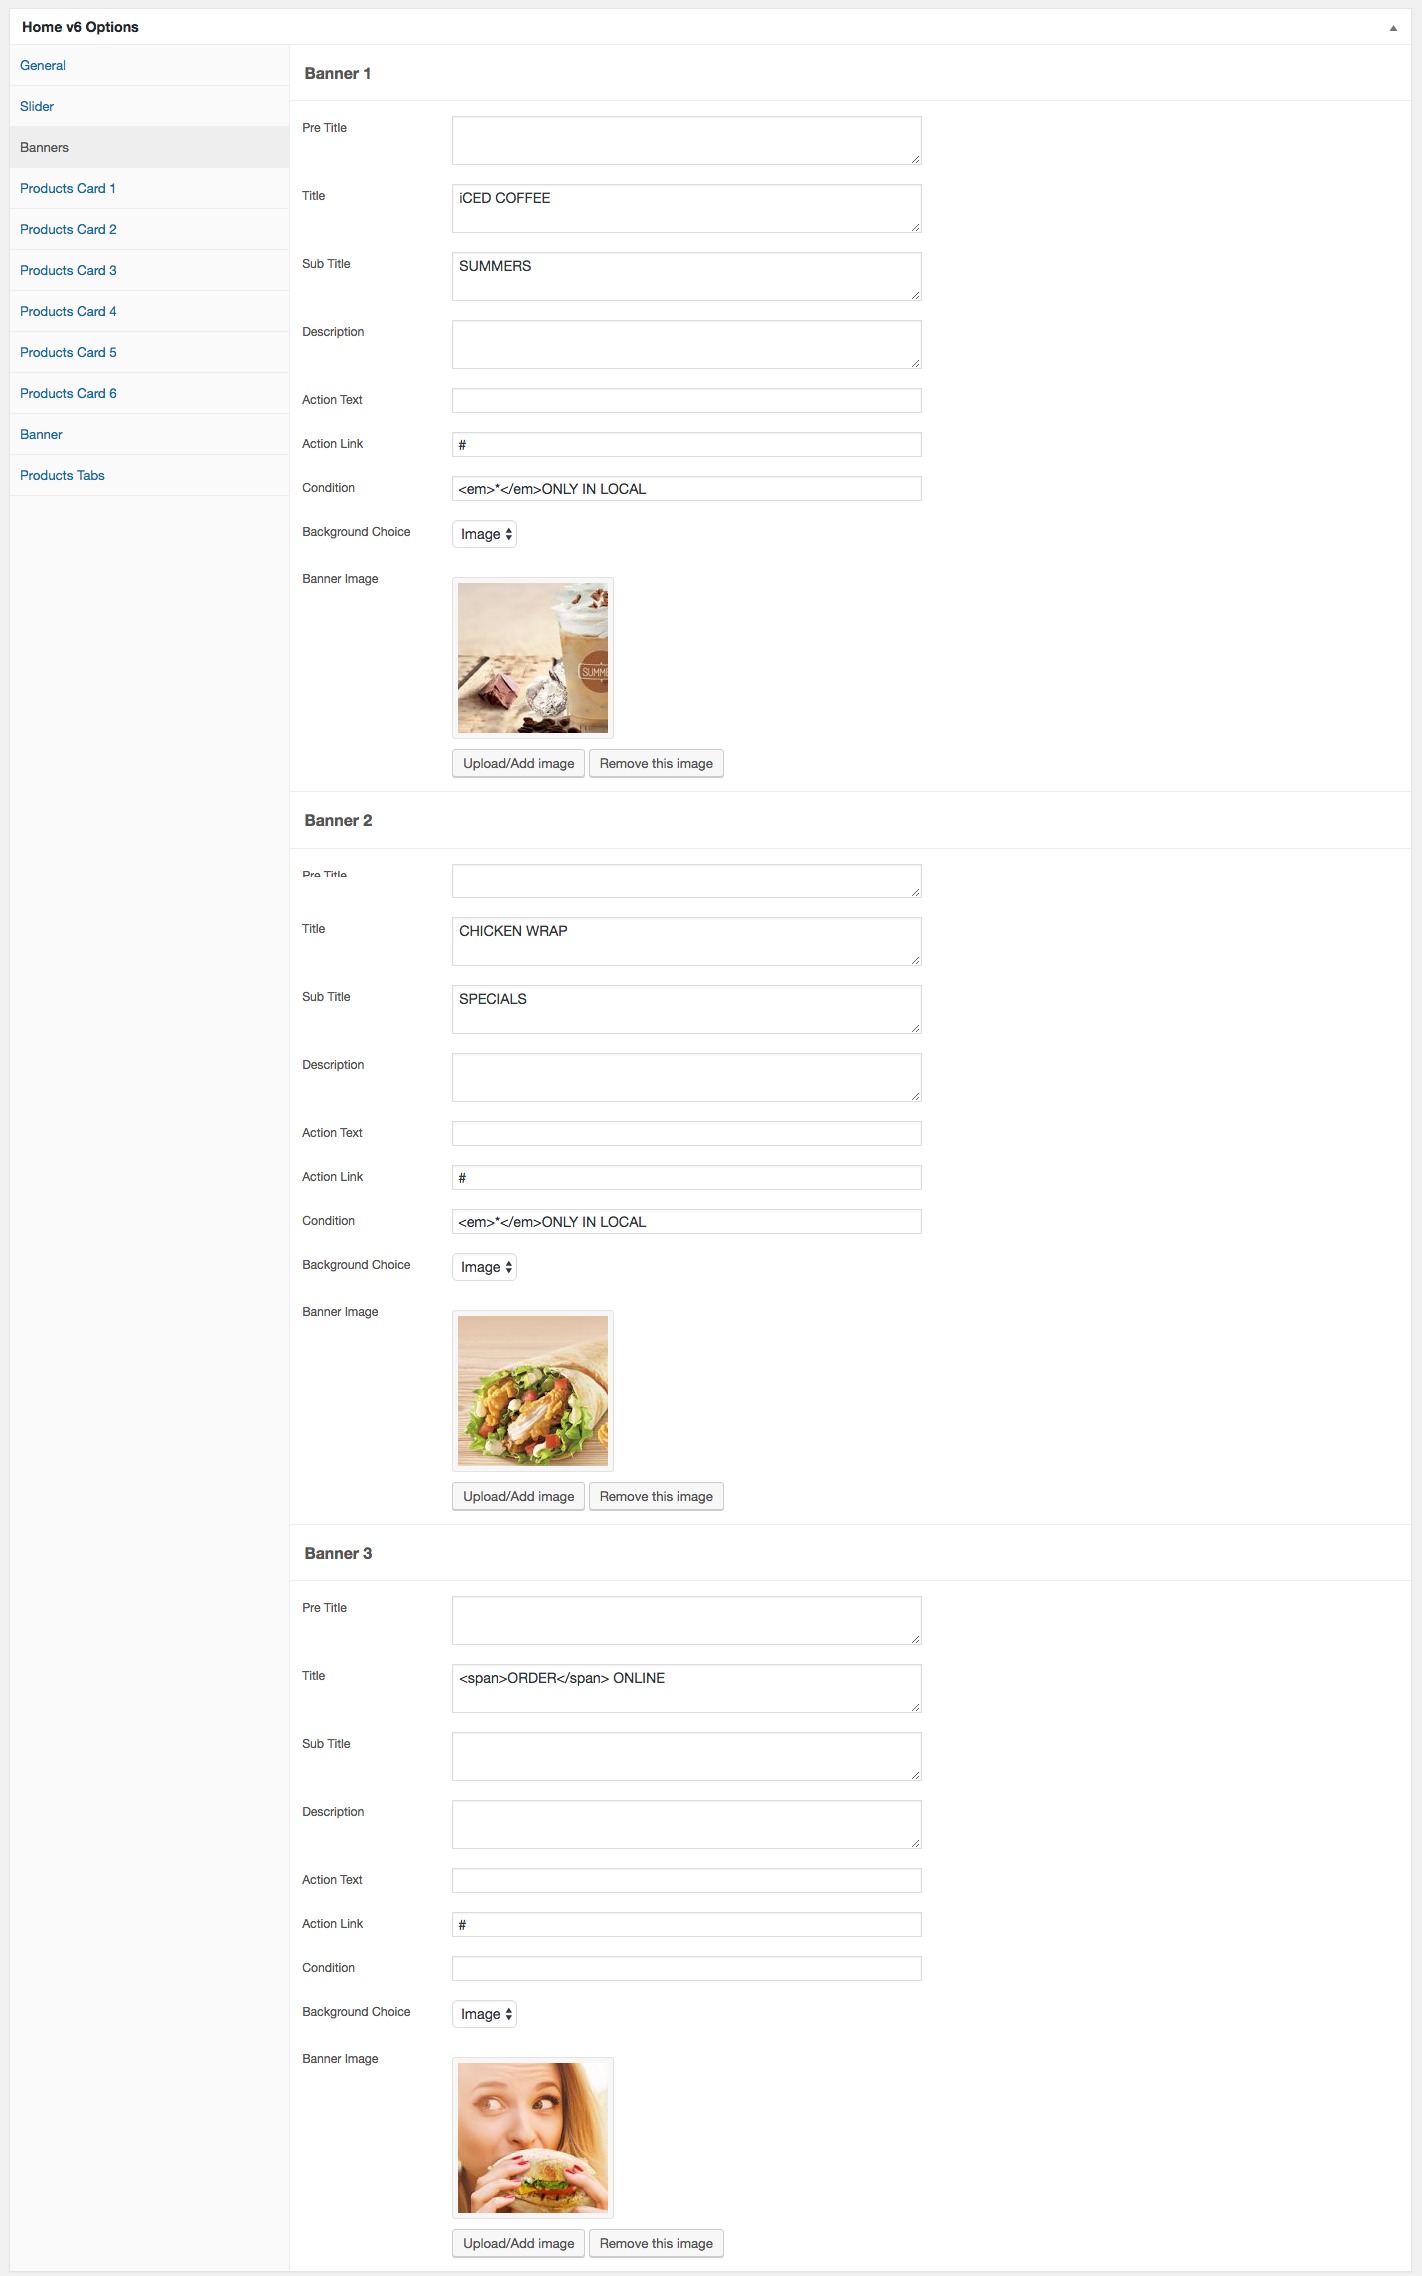 Home v6 Options
General
Slider
Banners
Products Card 1
Products Card 2
Products Card 3
Products Card 4
Products Card 5
Products Card 6
Banner
Products Tabs
Banner 1
Pre Title
Title
iCED COFFEE
Sub Title
SUMMERS
Description
Action Text
Action Link
#
Condition
<em>*</em>ONLY IN LOCAL
Background Choice
Image
Banner Image
Upload/Add image
Remove this image
Banner 2
Pre Title
Title
CHICKEN WRAP
Sub Title
SPECIALS
Description
Action Text
Action Link
#
Condition
<em>*</em>ONLY IN LOCAL
Background Choice
Image
Banner Image
Upload/Add image
Remove this image
Banner 3
Pre Title
Title
<span>ORDER</span> ONLINE
Sub Title
Description
Action Text
Action Link
#
Condition
Background Choice
Image
Banner Image
Upload/Add image
Remove this image